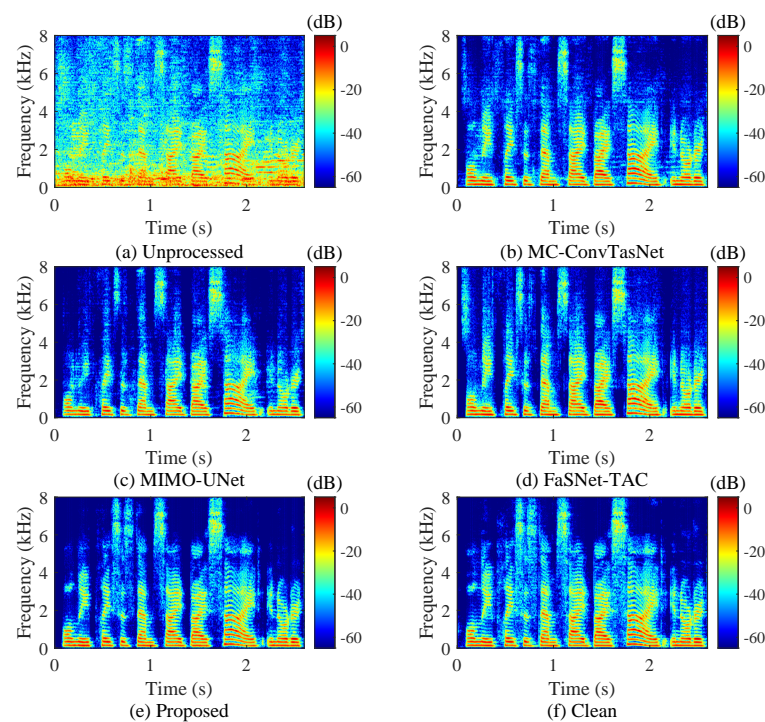 (dB) (dB)
8 0 8 0
6 -20 6 -20
4 4
2 -40 2 -40
0 -60 0 -60
Frequency (kHz) Frequency (kHz)
0 1 2 0 1 2
Time (s) Time (s)
(a) Unprocessed (b) MC-ConvTasNet
(dB) (dB)
8 0 8 0
6 -20 6 -20
4 4
2 -40 2 -40
0 -60 0 -60
Frequency (kHz) Frequency (kHz)
0 1 2 0 1 2
Time (s) Time (s)
(c) MIMO-UNet (d) FaSNet-TAC
(dB) (dB)
8 0 8 0
6 -20 6 -20
4 4
2 -40 2 -40
0 -60 0 -60
Frequency (kHz) Frequency (kHz)
0 1 2 0 1 2
Time (s) Time (s)
(e) Proposed (f) Clean